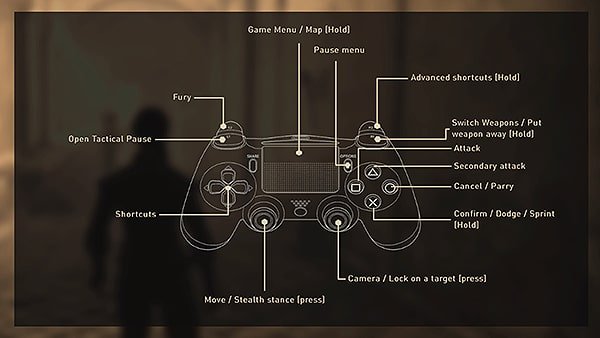 Game Menu / Map [Hold]
Pause menu
Advanced shortcuts [Hold]
Fury
Switch Weapons / Put
weapon away [Hold]
Open Tactical Pause
Attack
SHARE
OPTIONS
Secondary attack
Cancel / Parry
Shortcuts
Confirm / Dodge / Sprint
[Hold]
Camera / Lock on a target [press]
Move / Stealth stance [press]